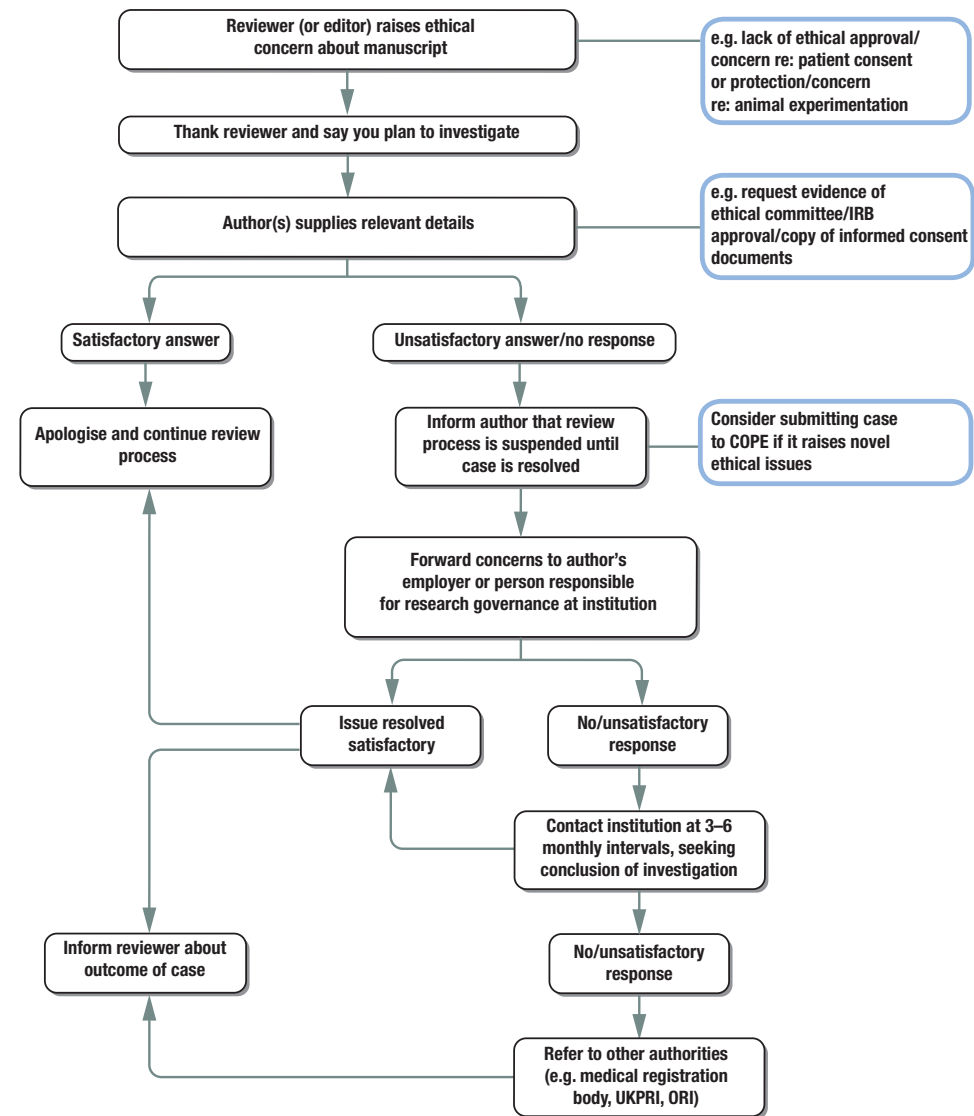 Reviewer (or editor) raises ethical
concern about manuscript
e.g. lack of ethical approval/
concern re: patient consent
or protection/concern
re: animal experimentation
Thank reviewer and say you plan to investigate
Author(s) supplies relevant details
e.g. request evidence of
ethical committee/IRB
approval/copy of informed consent
documents
Satisfactory answer
Unsatisfactory answer/no response
Apologise and continue review
process
Inform author that review
process is suspended until
case is resolved
Consider submitting case
to COPE if it raises novel
ethical issues
Forward concerns to author's
employer or person responsible
for research governance at institution
Issue resolved
satisfactory
No/unsatisfactory
response
Contact institution at 3–6
monthly intervals, seeking
conclusion of investigation
Inform reviewer about
outcome of case
No/unsatisfactory
response
Refer to other authorities
(e.g. medical registration
body, UKPRI, ORI)